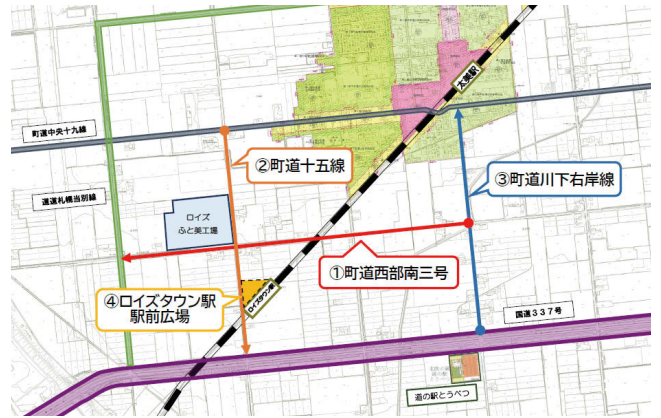 太美駅
町道中央十九線
②町道十五線
③町道川下右岸線
道道札幌当別線
ロイズ
ふと美工場
①町道西部南三号
④ロイズタウン駅
駅前広場
ロイズタウン駅
国道337号
道の駅とうべつ